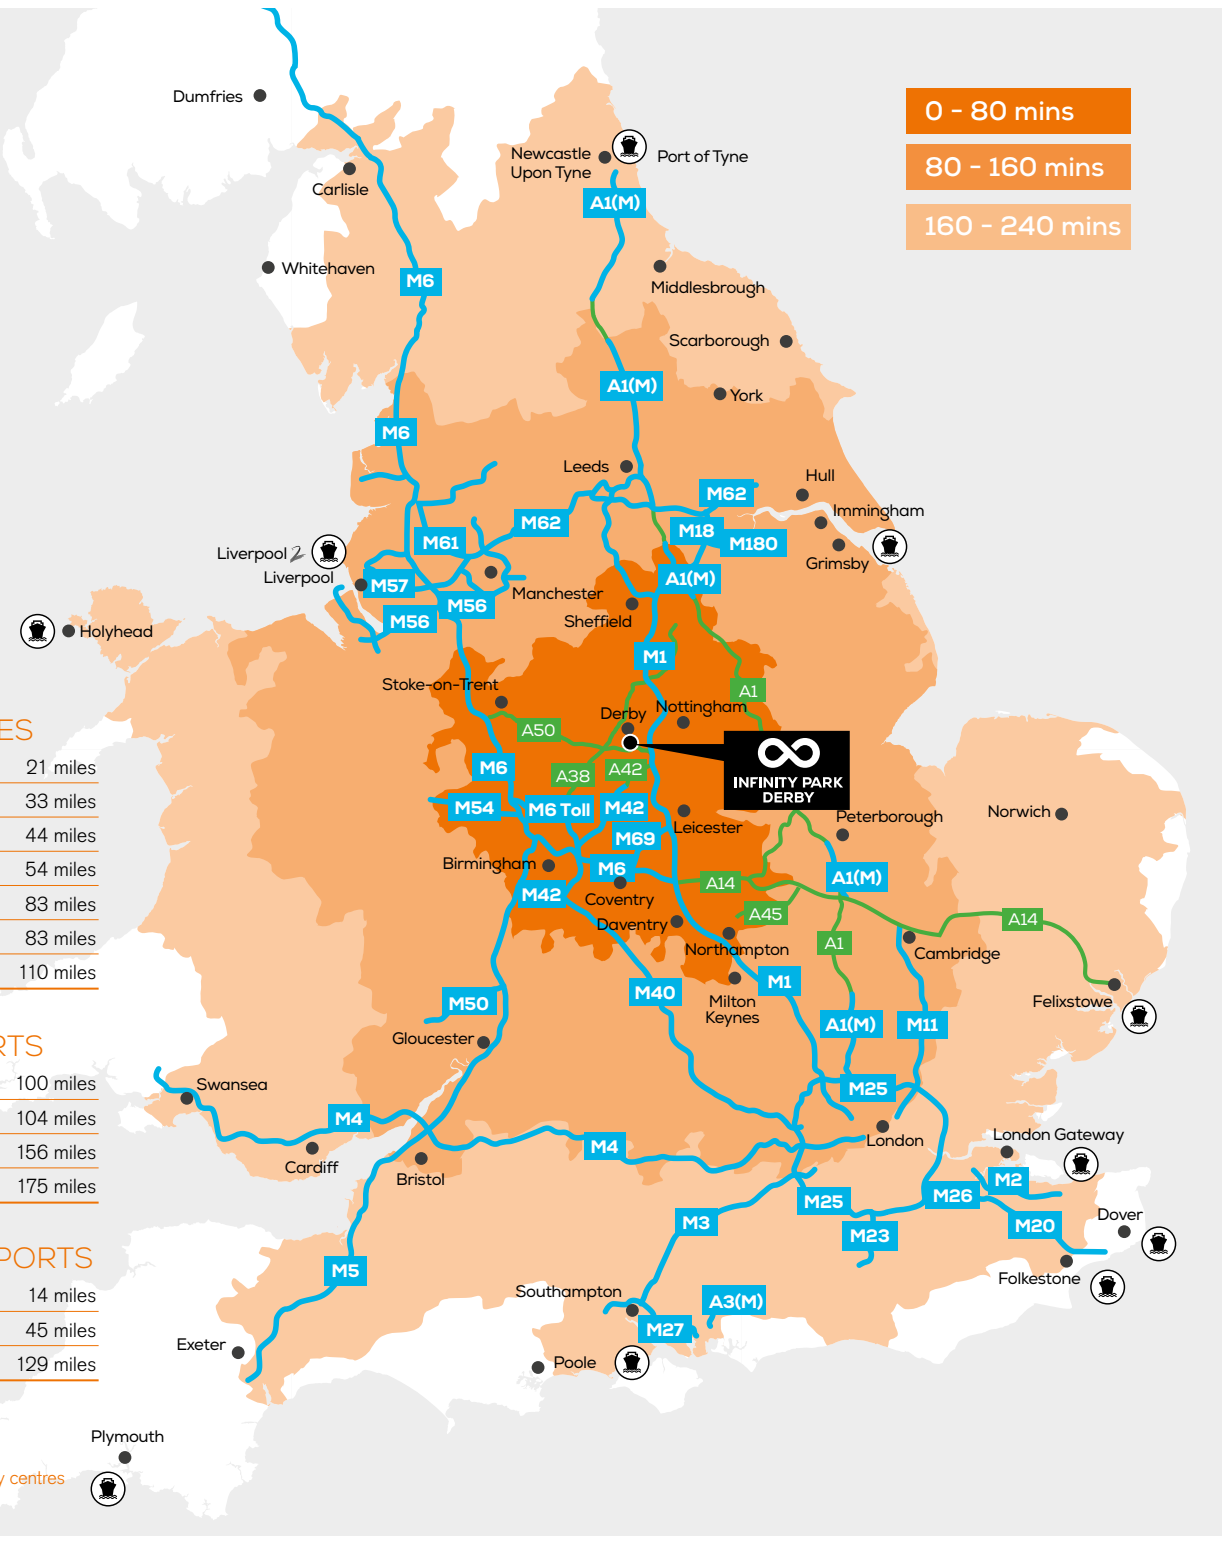 0 - 80 mins
80 - 160 mins
160 - 240 mins
Dumfries
Carlisle
Newcastle
Upon Tyne
Port of Tyne
A1(M)
Whitehaven
M6
Middlesbrough
Scarborough
A1(M)
York
M6
Leeds
Hull
M62
Immingham
M62
M18
M180
M61
Grimsby
Liverpool 2
Liverpool
M57
A1(M)
Manchester
M56
M56
Sheffield
Holyhead
M1
Stoke-on-Trent
A1
Derby
Nottingham
A50
INFINITY PARK
DERBY
M6
A38
A42
M54
M6 Toll
M42
Leicester
Peterborough
Norwich
M69
Birmingham
M6
A1(M)
A14
M42
Coventry
A45
A14
Daventry
Northampton
A1
Cambridge
M40
M1
Milton
Keynes
M50
Felixstowe
Gloucester
A1(M)
M11
Swansea
M25
M4
London
London Gateway
Cardiff
M4
Bristol
M2
M25
M26
M3
M23
M20
Dover
M5
Folkestone
Southampton
A3(M)
M27
Exeter
Poole
Plymouth
ES
21 miles
33 miles
44 miles
54 miles
83 miles
83 miles
110 miles
RTS
100 miles
104 miles
156 miles
175 miles
PORTS
14 miles
45 miles
129 miles
y centres